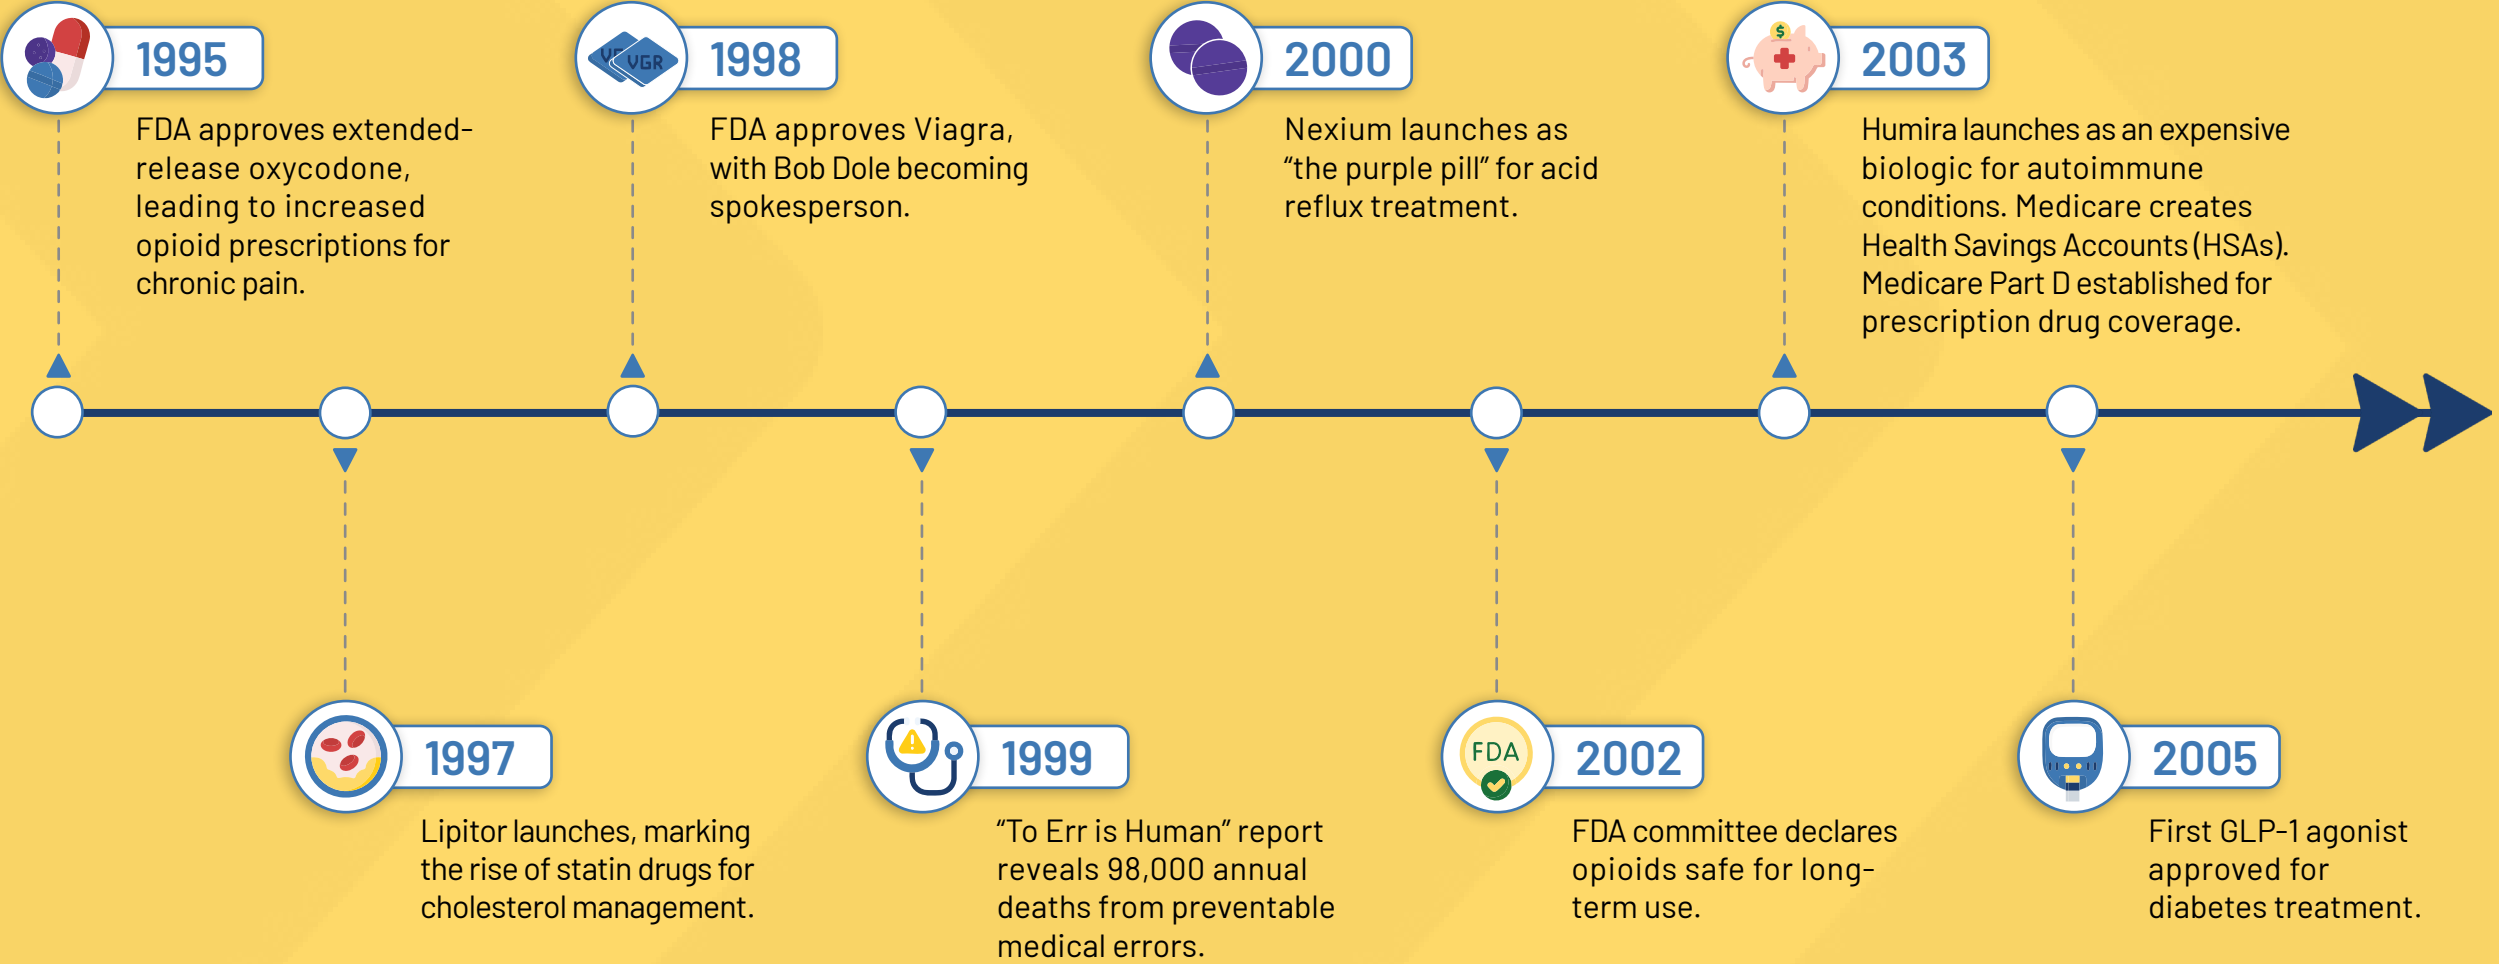 1995
FDA approves extended-
release oxycodone,
leading to increased
opioid prescriptions for
chronic pain.
VGR
1998
FDA approves Viagra,
with Bob Dole becoming
spokesperson.
2000
Nexium launches as
“the purple pill” for acid
reflux treatment.
$
2003
Humira launches as an expensive
biologic for autoimmune
conditions. Medicare creates
Health Savings Accounts (HSAs).
Medicare Part D established for
prescription drug coverage.
1997
Lipitor launches, marking
the rise of statin drugs for
cholesterol management.
1999
“To Err is Human” report
reveals 98,000 annual
deaths from preventable
medical errors.
FDA
2002
FDA committee declares
opioids safe for long-
term use.
2005
First GLP-1 agonist
approved for
diabetes treatment.